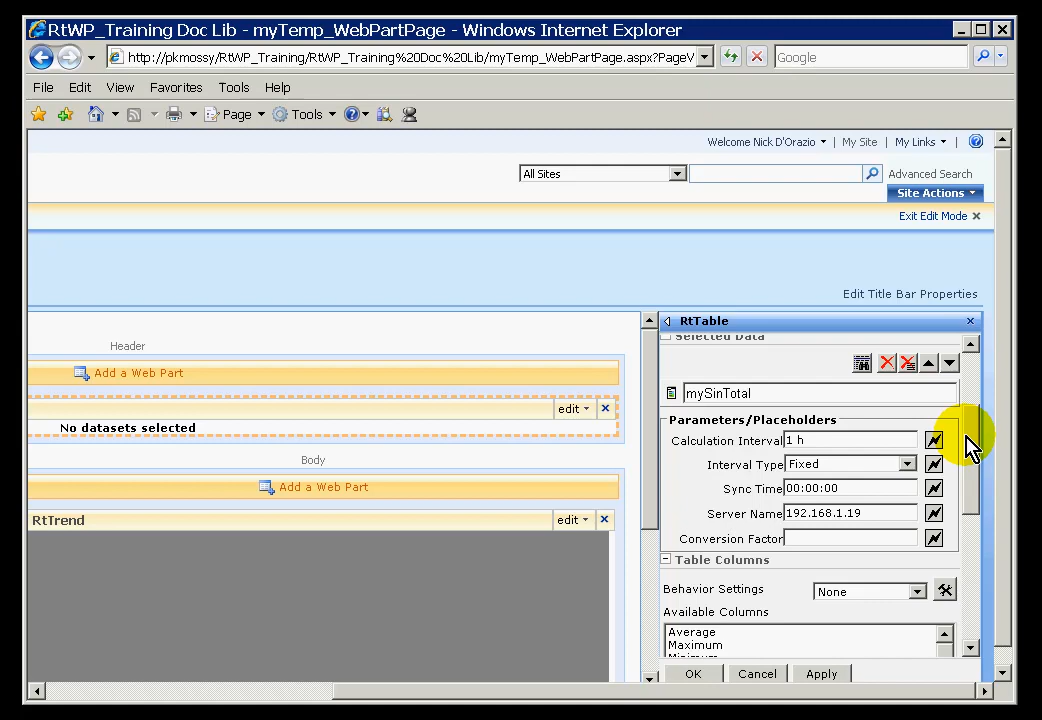 RtWP_Training Doc Lib - myTemp_WebPartPage - Windows Internet Explorer
http://pkmossy/RtWP_Training/RtWP_Training%20Doc%20Lib/myTemp_WebPartPage.aspx?PageV
Google
File Edit View Favorites Tools Help
Page Tools
Welcome Nick D'Orazio | My Site | My Links |
All Sites Advanced Search
Site Actions
Exit Edit Mode
Edit Title Bar Properties
RtTable
Selected Data
Header
Add a Web Part
mySinTotal
edit
No datasets selected
Parameters/Placeholders
Calculation Interval 1 h
Body
Interval Type Fixed
Add a Web Part
Sync Time 00:00:00
Server Name 192.168.1.19
RtTrend edit
Conversion Factor
Table Columns
Behavior Settings None
Available Columns
Average
Maximum
OK Cancel Apply